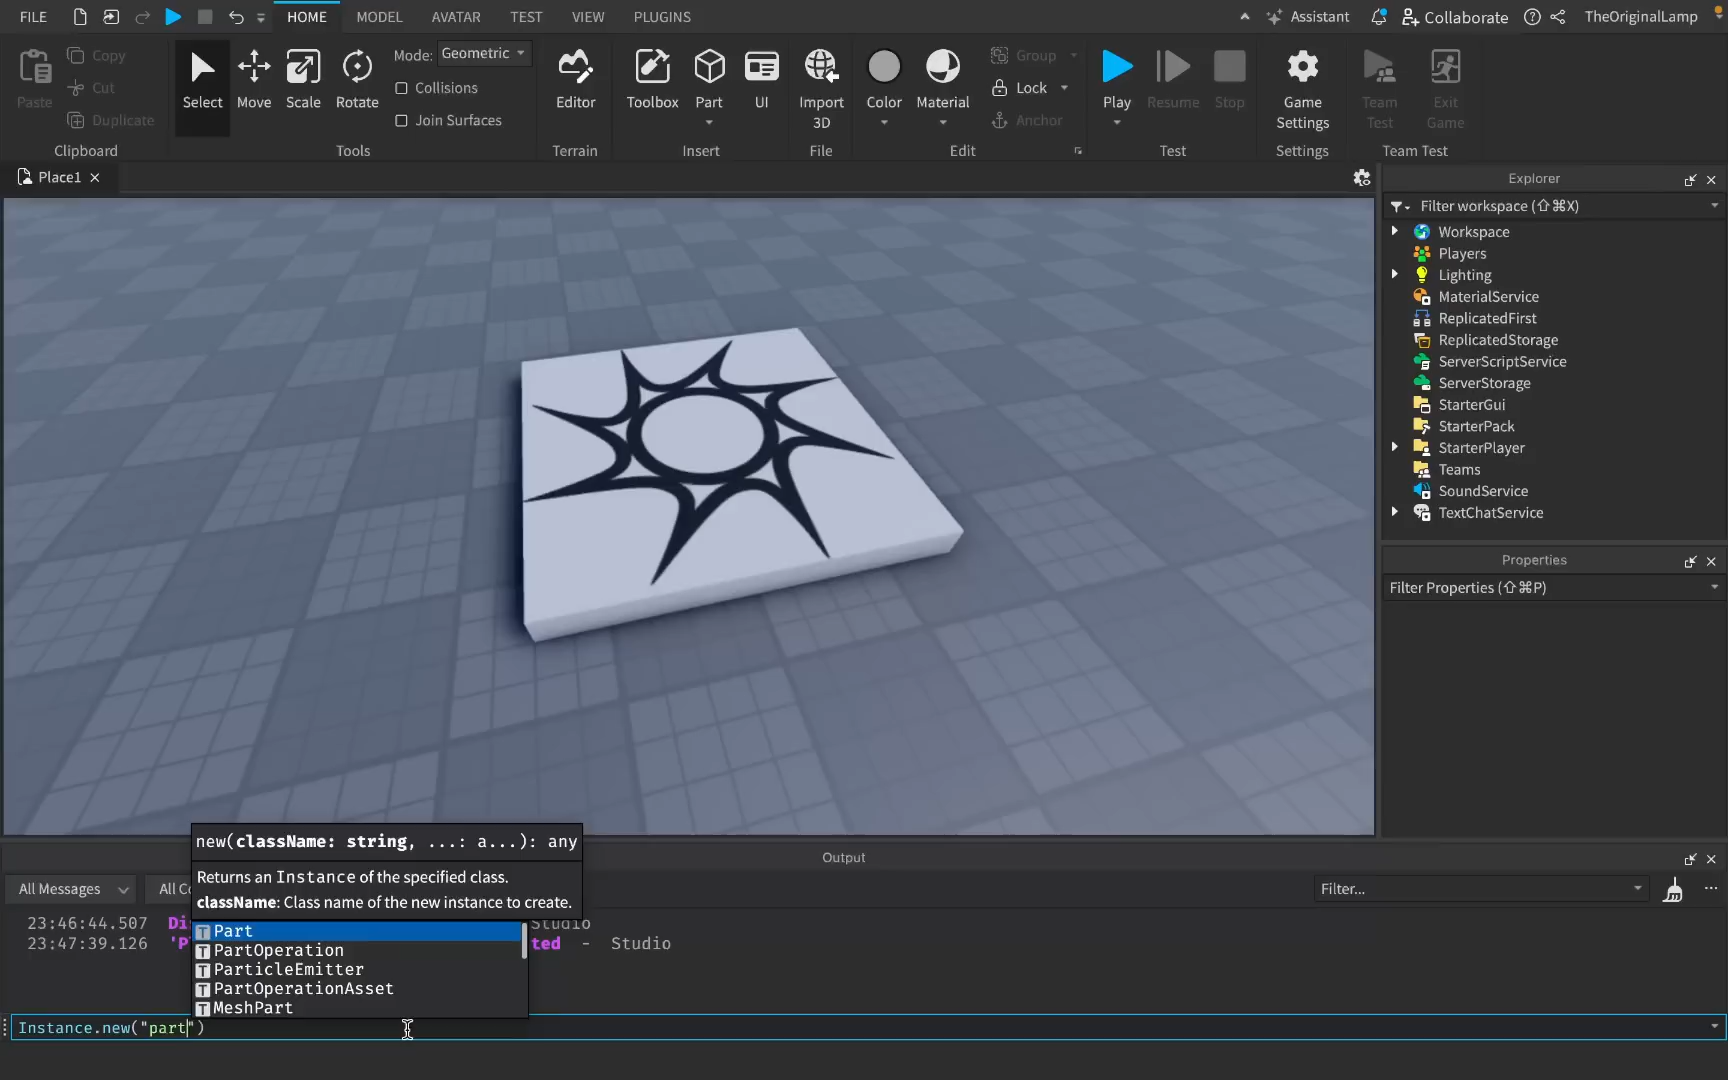 FILE HOME MODEL AVATAR TEST VIEW PLUGINS Assistant Collaborate TheOriginalLamp
Paste Copy Cut Duplicate
Clipboard
Select Move Scale Rotate
Mode: Geometric
Collisions
Join Surfaces
Tools
Editor
Terrain
Toolbox Part UI
Insert
Import 3D
File
Color Material
Group
Lock
Anchor
Edit
Play Resume Stop
Test
Game Settings
Settings
Team Test
Exit Game
Team Test
Place1
Explorer
Filter workspace (⇧⌘X)
Workspace
Players
Lighting
MaterialService
ReplicatedFirst
ReplicatedStorage
ServerScriptService
ServerStorage
StarterGui
StarterPack
StarterPlayer
Teams
SoundService
TextChatService
Properties
Filter Properties (⇧⌘P)
Output
All Messages All Co Filter...
new(className: string, ...: a...): any
Returns an Instance of the specified class.
className: Class name of the new instance to create.
23:46:44.507 Di Studio
23:47:39.126 'P ted - Studio
Part
PartOperation
ParticleEmitter
PartOperationAsset
MeshPart
Instance.new("part")